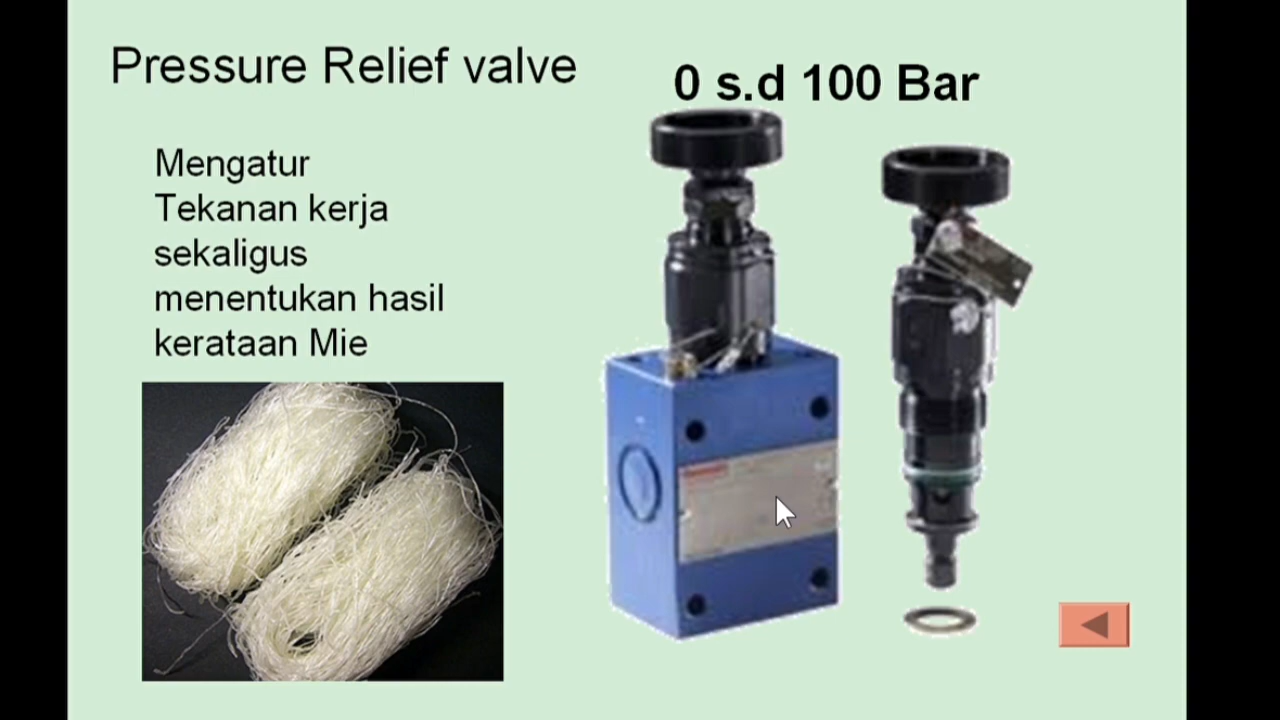 Pressure Relief valve
0 s.d 100 Bar
Mengatur
Tekanan kerja
sekaligus
menentukan hasil
kerataan Mie